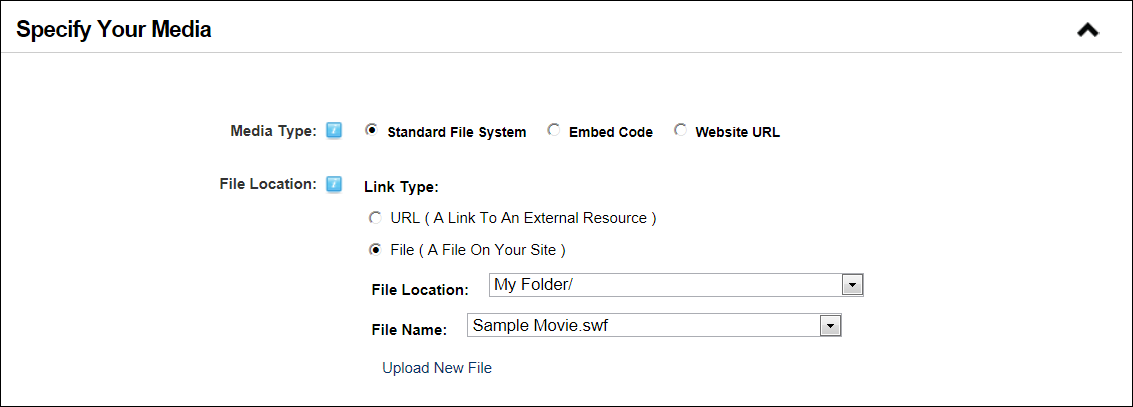 Specify Your Media
Media Type: i Standard File System Embed Code Website URL
File Location: i Link Type:
URL ( A Link To An External Resource )
File ( A File On Your Site )
File Location: My Folder/
File Name: Sample Movie.swf
Upload New File